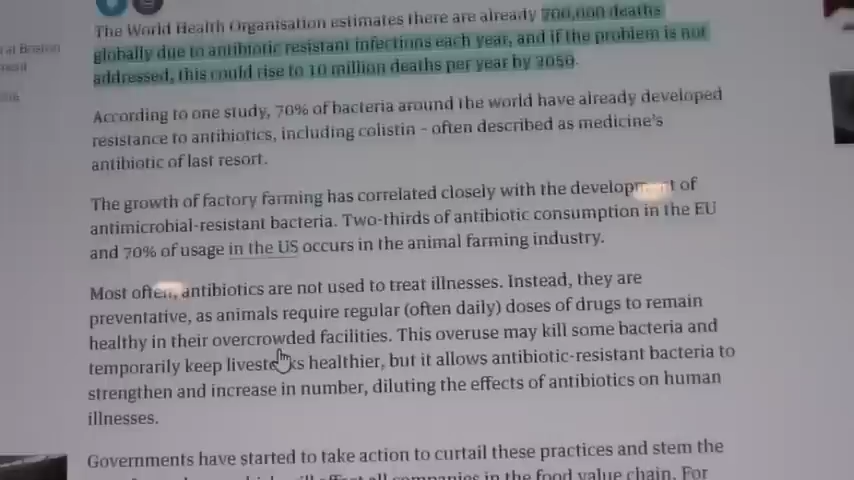 The World Health Organisation estimates there are already 700,000 deaths
globally due to antibiotic resistant infections each year, and if the problem is not
addressed, this could rise to 10 million deaths per year by 2050.
According to one study, 70% of bacteria around the world have already developed
resistance to antibiotics, including colistin – often described as medicine's
antibiotic of last resort.
The growth of factory farming has correlated closely with the development of
antimicrobial-resistant bacteria. Two-thirds of antibiotic consumption in the EU
and 70% of usage in the US occurs in the animal farming industry.
Most often, antibiotics are not used to treat illnesses. Instead, they are
preventative, as animals require regular (often daily) doses of drugs to remain
healthy in their overcrowded facilities. This overuse may kill some bacteria and
temporarily keep livestocks healthier, but it allows antibiotic-resistant bacteria to
strengthen and increase in number, diluting the effects of antibiotics on human
illnesses.
Governments have started to take action to curtail these practices and stem the
all companies in the food value chain. For